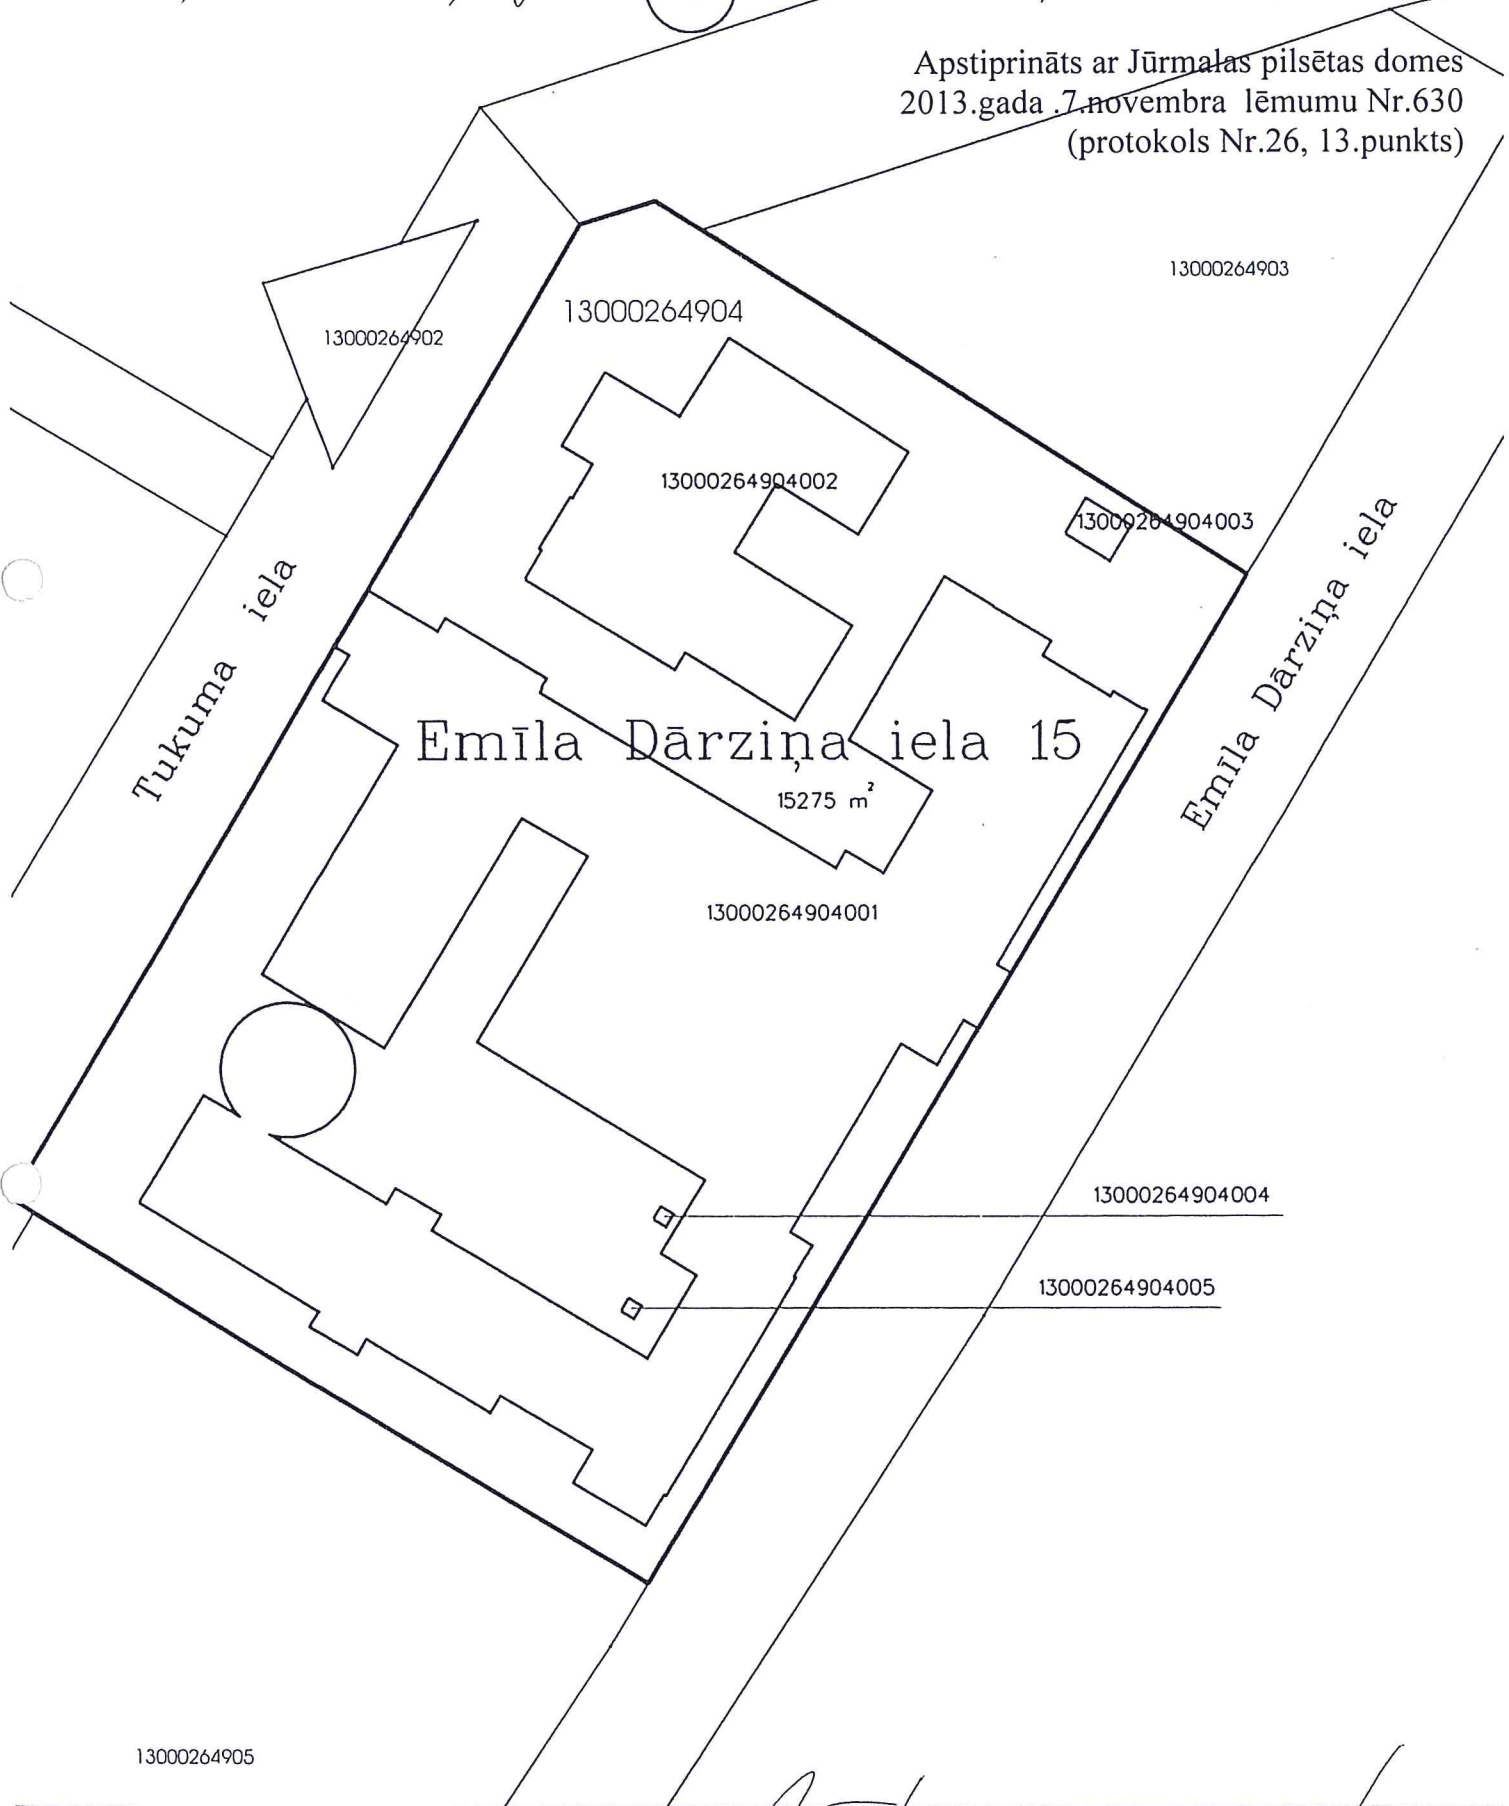 Apstiprināts ar Jūrmalas pilsētas domes
2013.gada .7.novembra lēmumu Nr.630
(protokols Nr.26, 13.punkts)
13000264903
13000264904
13000264902
13000264904002
13000264904003
Tukuma iela
Emīla Dārziņa iela
Emīla Dārziņa iela 15
15275 m²
13000264904001
13000264904004
13000264904005
13000264905